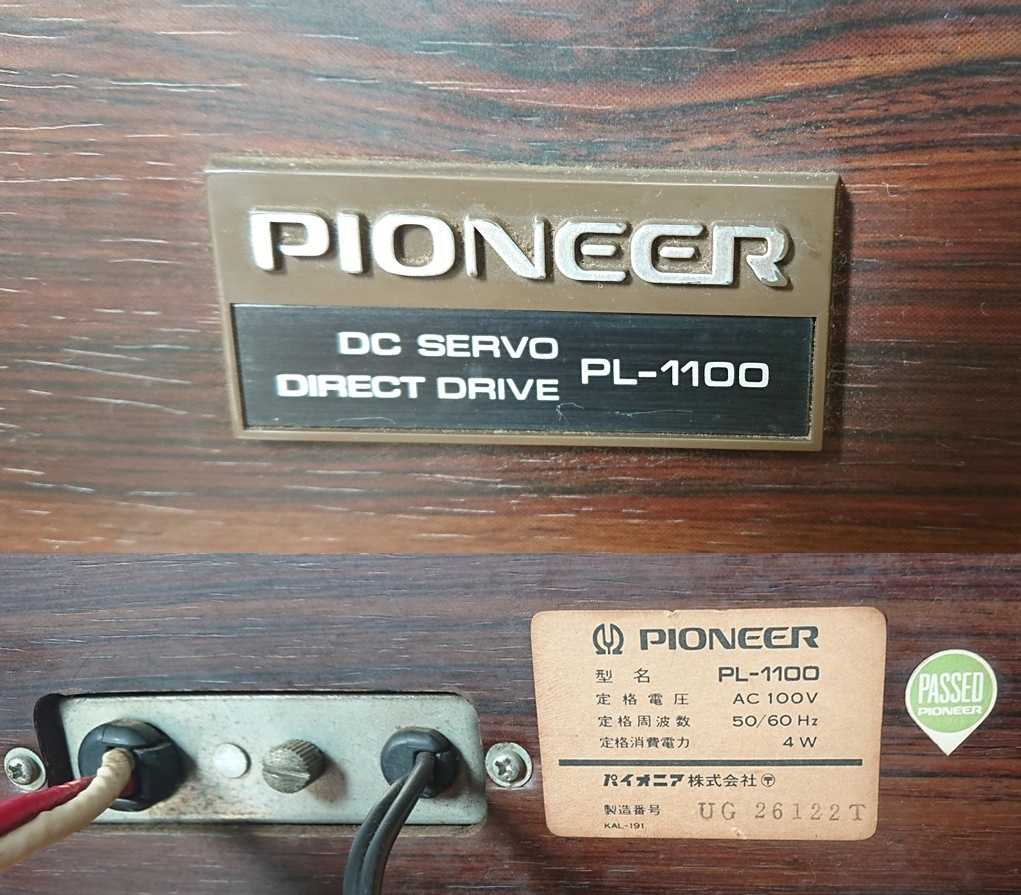 PIONEER
DC SERVO
DIRECT DRIVE PL-1100
PIONEER
型名 PL-1100
定格電圧 AC 100V
定格周波数 50/60 Hz
定格消費電力 4 W
パイオニア株式会社 〒
製造番号 UG 26122T
KAL-191
PASSED
PIONEER